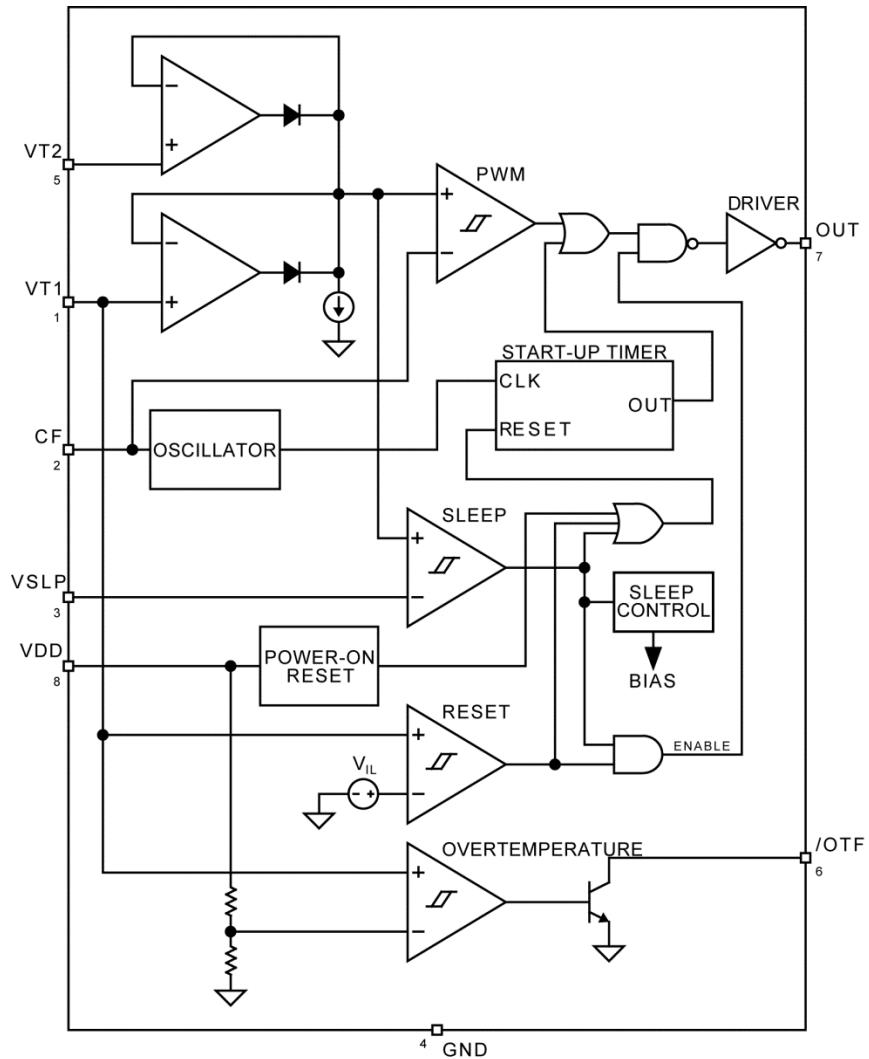 −
+
VT2
5
−
+
VT1
1
PWM
+
−
DRIVER
OUT
7
START-UP TIMER
CLK
OUT
RESET
CF
2
OSCILLATOR
SLEEP
+
−
VSLP
3
SLEEP
CONTROL
BIAS
VDD
8
POWER-ON
RESET
RESET
+
−
VIL
− +
ENABLE
OVERTEMPERATURE
+
−
/OTF
6
4
GND